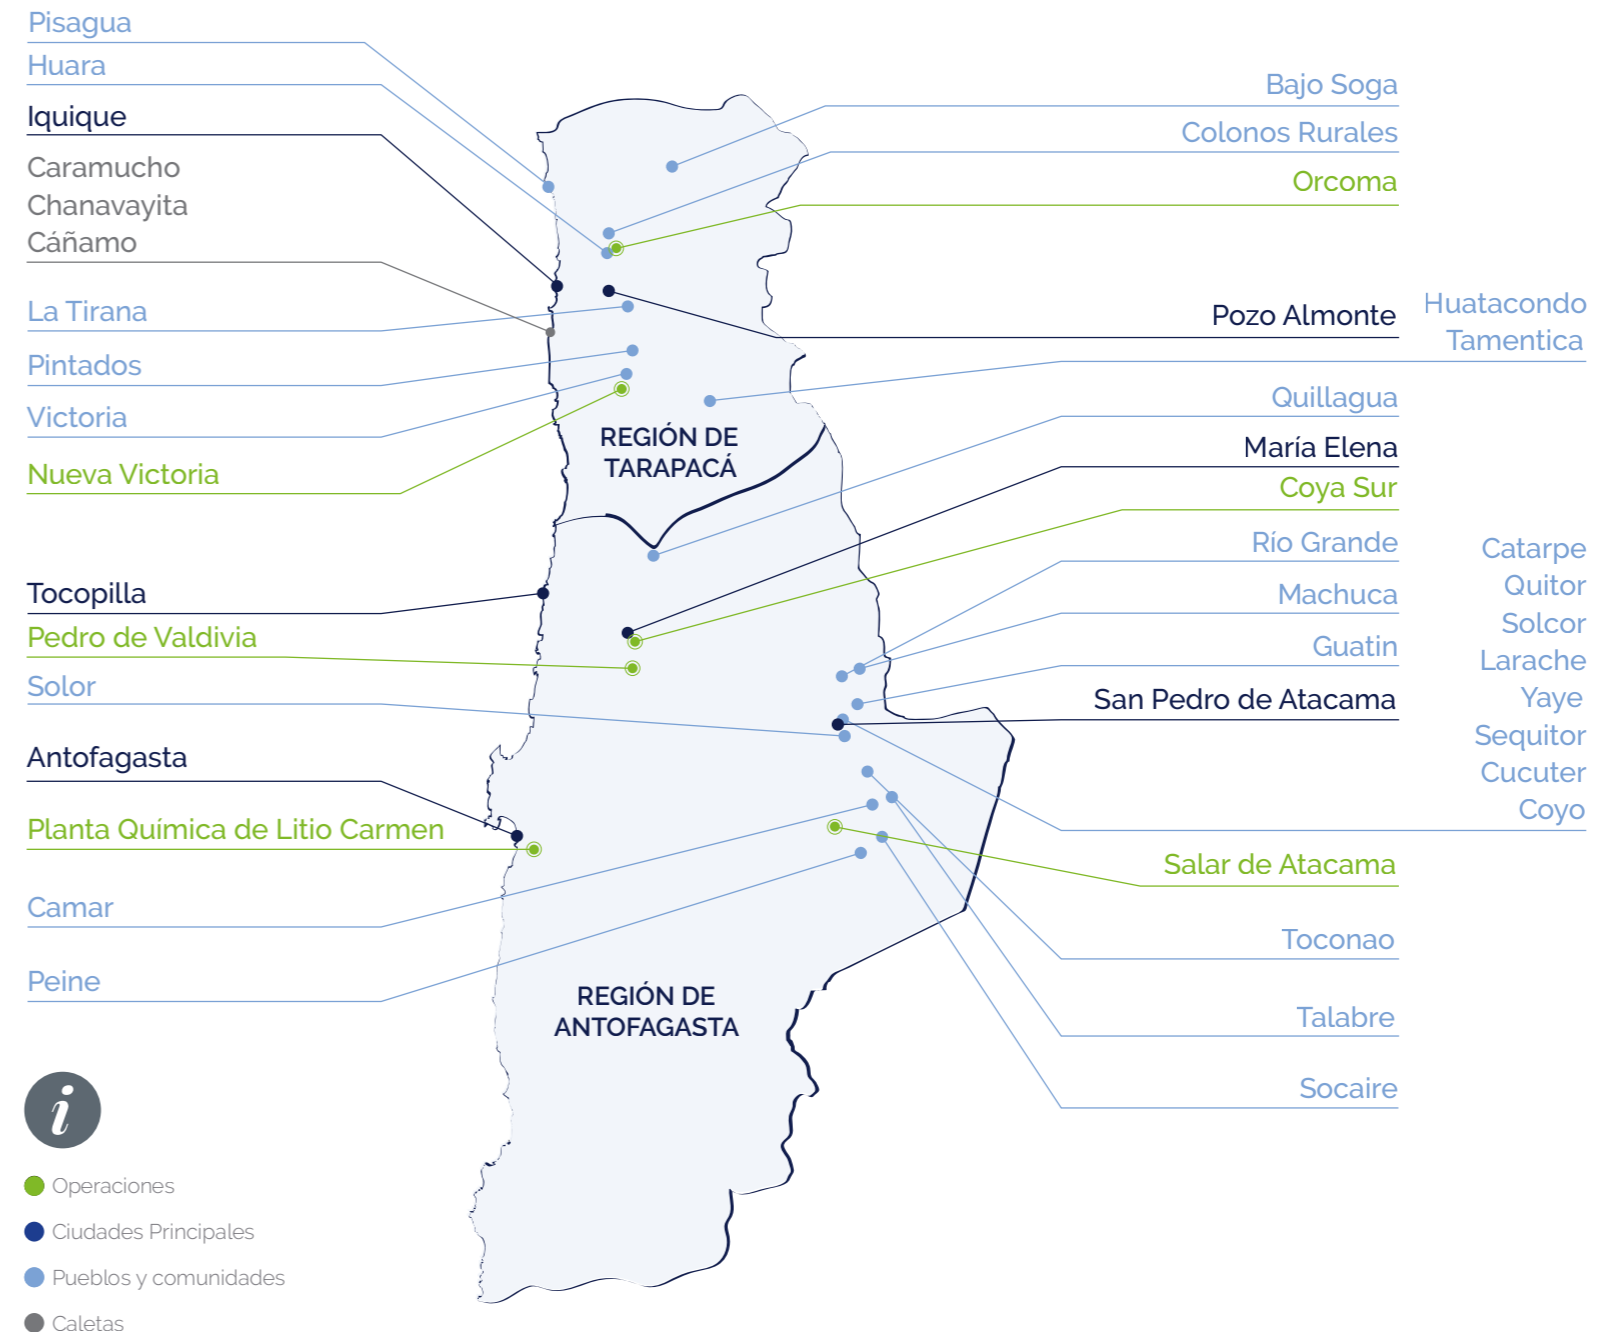 Pisagua
Huara
Iquique
Caramucho
Chanavayita
Cáñamo
La Tirana
Pintados
Victoria
Nueva Victoria
Tocopilla
Pedro de Valdivia
Solor
Antofagasta
Planta Química de Litio Carmen
Camar
Peine
REGIÓN DE
TARAPACÁ
REGIÓN DE
ANTOFAGASTA
Bajo Soga
Colonos Rurales
Orcoma
Pozo Almonte
Huatacondo
Tamentica
Quillagua
María Elena
Coya Sur
Río Grande
Machuca
Guatin
San Pedro de Atacama
Catarpe
Quitor
Solcor
Larache
Yaye
Sequitor
Cucuter
Coyo
Salar de Atacama
Toconao
Talabre
Socaire
i
Operaciones
Ciudades Principales
Pueblos y comunidades
Caletas